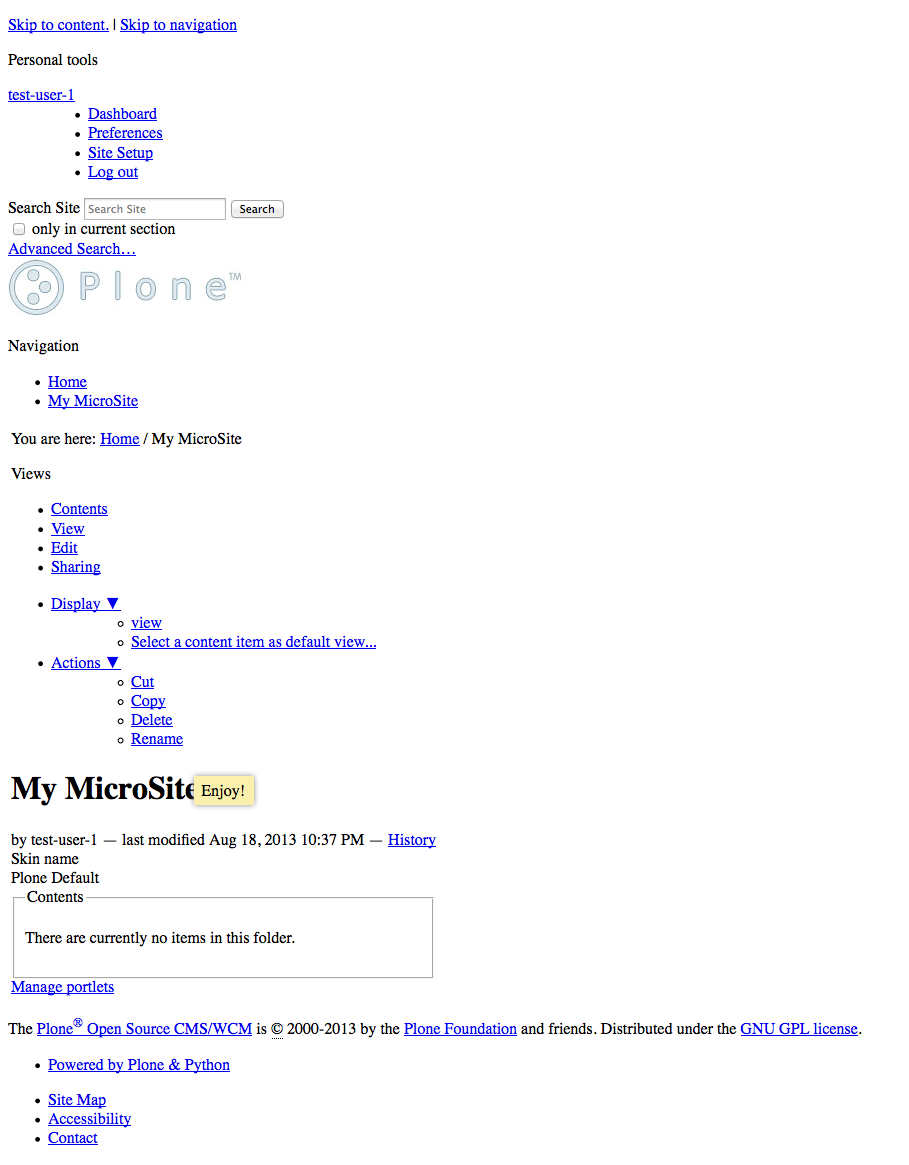 Skip to content. | Skip to navigation
Personal tools
test-user-1
Dashboard
Preferences
Site Setup
Log out
Search Site Search Site Search
only in current section
Advanced Search…
Plone™
Navigation
Home
My MicroSite
You are here: Home / My MicroSite
Views
Contents
View
Edit
Sharing
Display ▼
view
Select a content item as default view...
Actions ▼
Cut
Copy
Delete
Rename
My MicroSite Enjoy!
by test-user-1 — last modified Aug 18, 2013 10:37 PM — History
Skin name
Plone Default
Contents
There are currently no items in this folder.
Manage portlets
The Plone® Open Source CMS/WCM is © 2000-2013 by the Plone Foundation and friends. Distributed under the GNU GPL license.
Powered by Plone & Python
Site Map
Accessibility
Contact